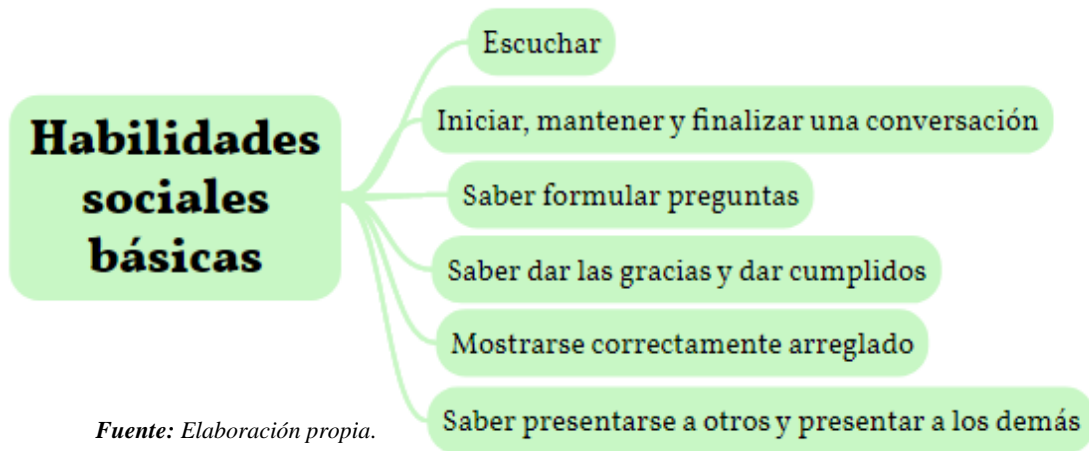 Habilidades
sociales
básicas
Escuchar
Iniciar, mantener y finalizar una conversación
Saber formular preguntas
Saber dar las gracias y dar cumplidos
Mostrarse correctamente arreglado
Saber presentarse a otros y presentar a los demás
Fuente: Elaboración propia.